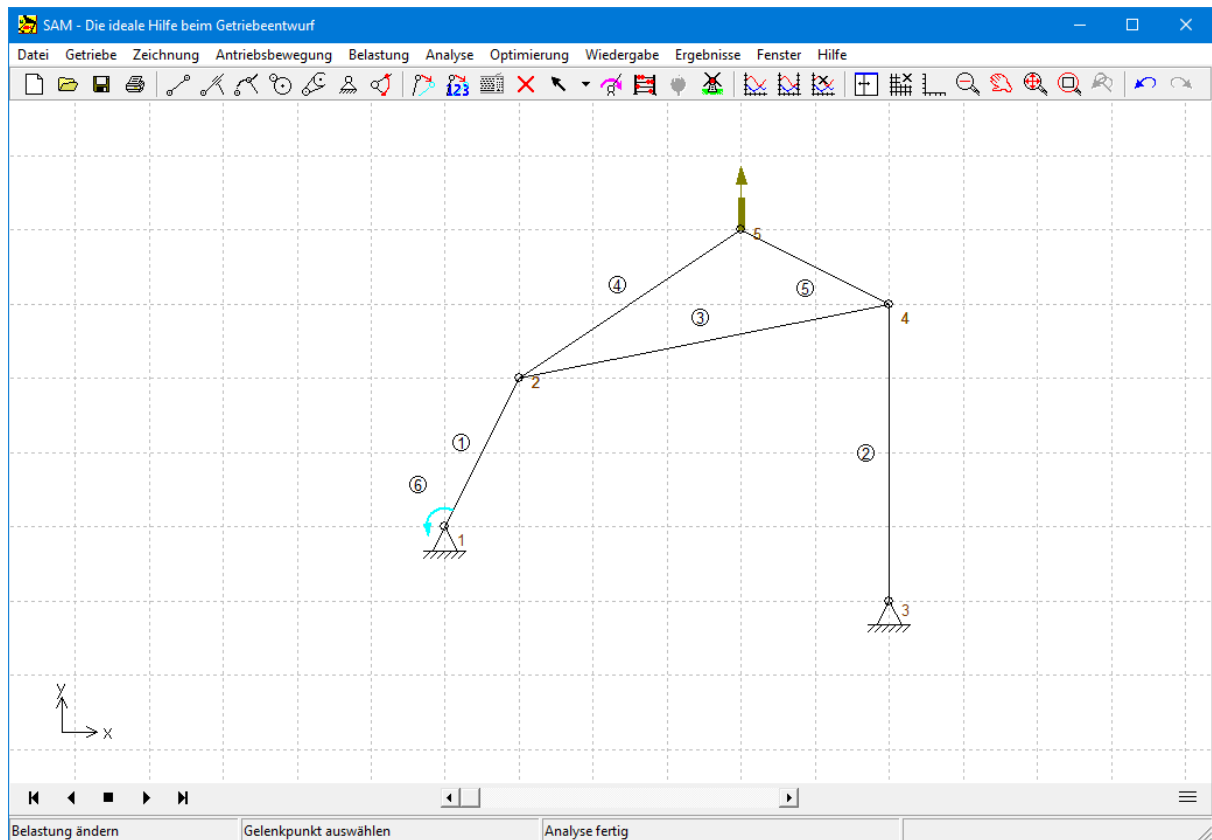 SAM - Die ideale Hilfe beim Getriebeentwurf
Datei Getriebe Zeichnung Antriebsbewegung Belastung Analyse Optimierung Wiedergabe Ergebnisse Fenster Hilfe
123
5
4
5
3
4
2
1
2
6
1
3
y
x
Belastung ändern Gelenkpunkt auswählen Analyse fertig